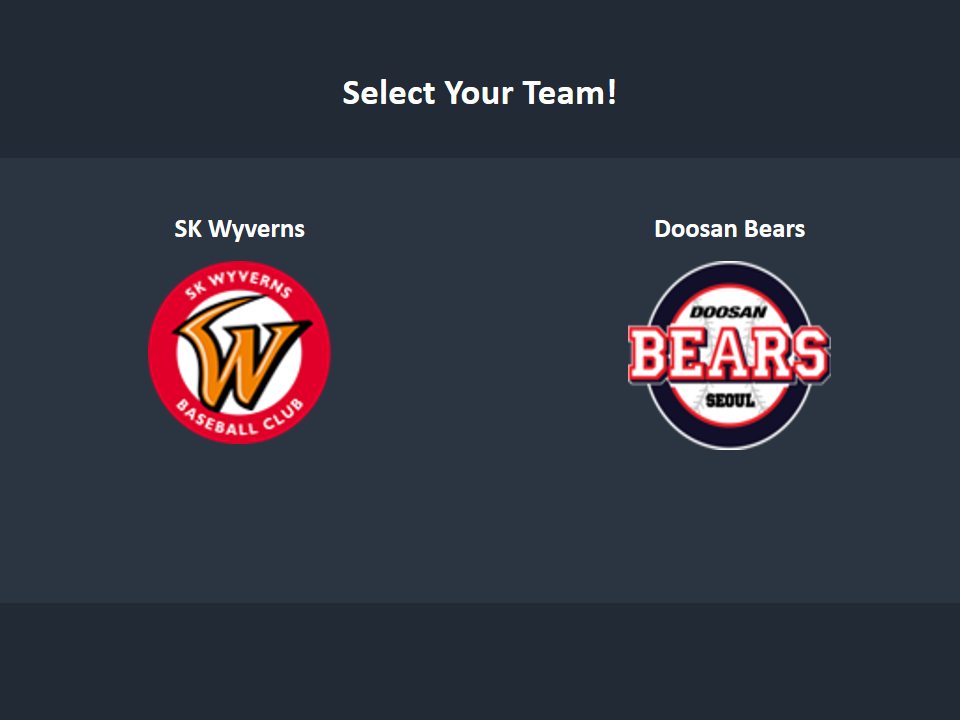 Select Your Team!
SK Wyverns
Doosan Bears
SK WYVERNS
W
BASEBALL CLUB
DOOSAN
BEARS
SEOUL